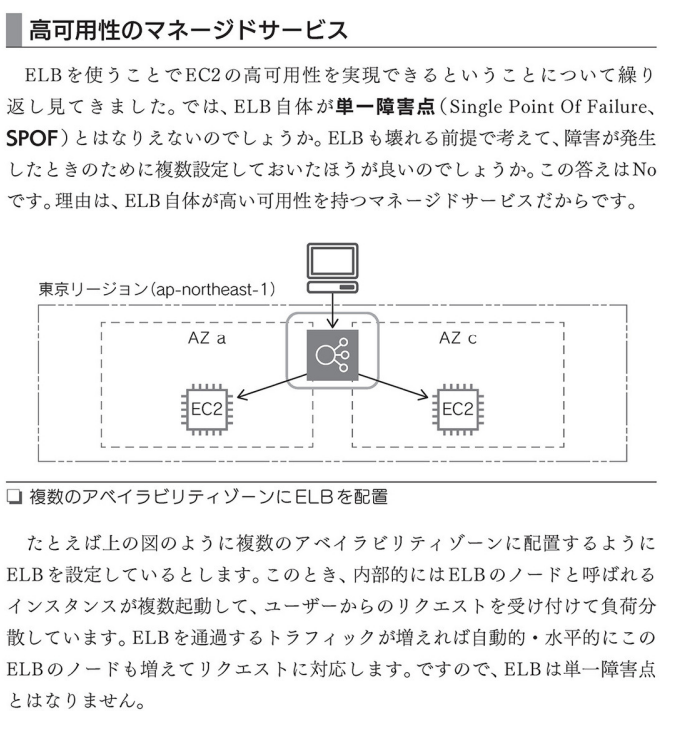 高可用性のマネージドサービス
ELBを使うことでEC2の高可用性を実現できるということについて繰り
返し見てきました。では、ELB自体が単一障害点(Single Point Of Failure、
SPOF)とはなりえないのでしょうか。ELBも壊れる前提で考えて、障害が発生
したときのために複数設定しておいたほうが良いのでしょうか。この答えはNo
です。理由は、ELB自体が高い可用性を持つマネージドサービスだからです。
東京リージョン(ap-northeast-1)
AZ a
AZ c
EC2
EC2
複数のアベイラビリティゾーンにELBを配置
たとえば上の図のように複数のアベイラビリティゾーンに配置するように
ELBを設定しているとします。このとき、内部的にはELBのノードと呼ばれる
インスタンスが複数起動して、ユーザーからのリクエストを受け付けて負荷分
散しています。ELBを通過するトラフィックが増えれば自動的・水平的にこの
ELBのノードも増えてリクエストに対応します。ですので、ELBは単一障害点
とはなりません。